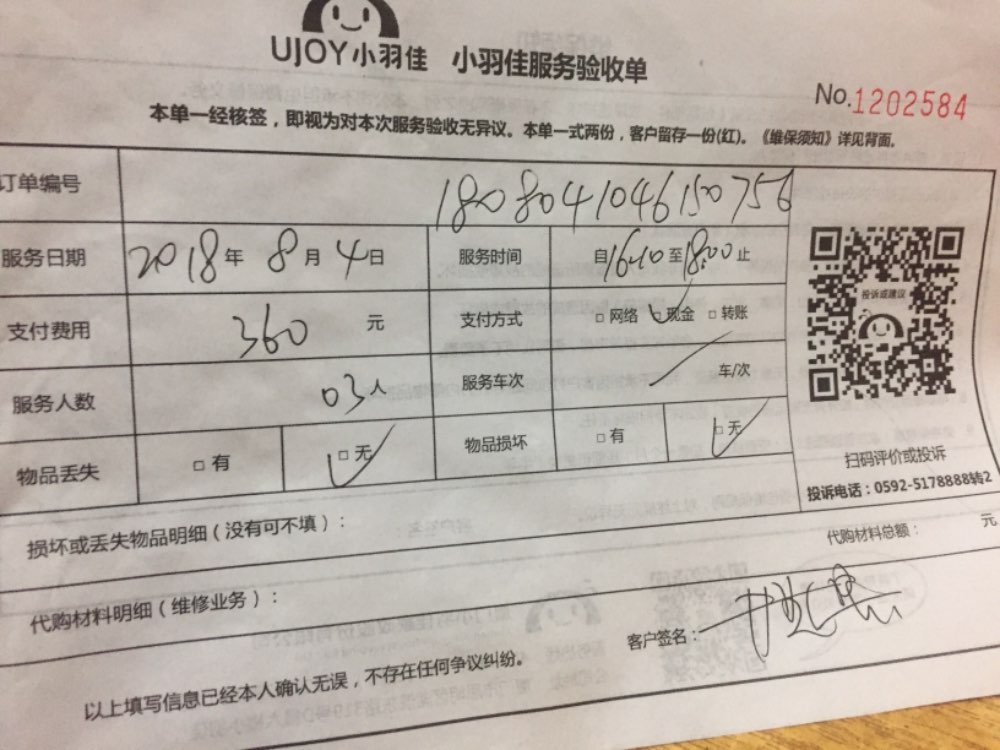 UJOY小羽佳 小羽佳服务验收单
No.1202584
本单一经核签，即视为对本次服务验收无异议。本单一式两份，客户留存一份(红)。《维保须知》详见背面。
订单编号 180804104615075​6
服务日期 2018年 8月 4日 服务时间 自16:10至18:00止
支付费用 360 元 支付方式 □网络 □现金 □转账
服务人数 03人 服务车次 车/次
物品丢失 □有 □无 物品损坏 □有 □无
投诉或建议
扫码评价或投诉
投诉电话：0592-5178888转2
损坏或丢失物品明细（没有可不填）：
代购材料总额： 元
代购材料明细（维修业务）：
客户签名：
以上填写信息已经本人确认无误，不存在任何争议纠纷。